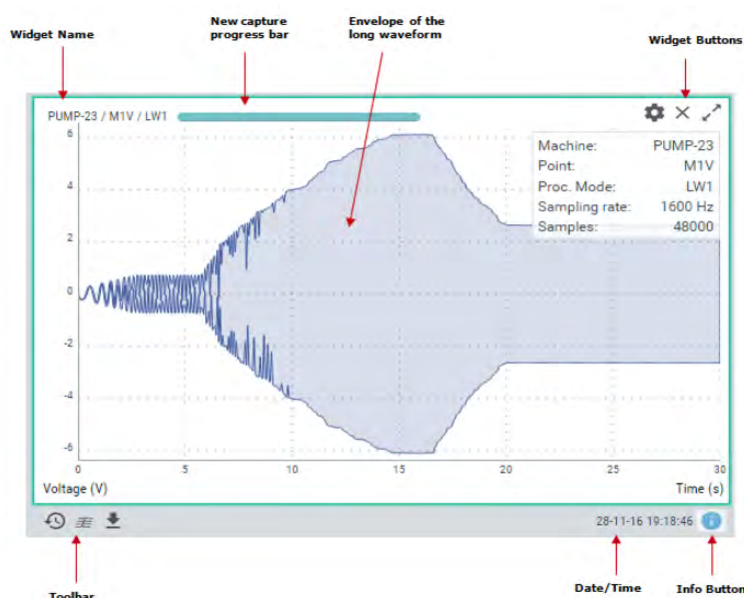 New capture
progress bar
Envelope of the
long waveform
Widget Name
Widget Buttons
PUMP-23 / M1V / LW1
Machine: PUMP-23
Point: M1V
Proc. Mode: LW1
Sampling rate: 1600 Hz
Samples: 48000
6
4
2
0
-2
-4
-6
0 5 10 15 20 25 30
Voltage (V) Time (s)
28-11-16 19:18:46
Toolbar
Date/Time
Info Button